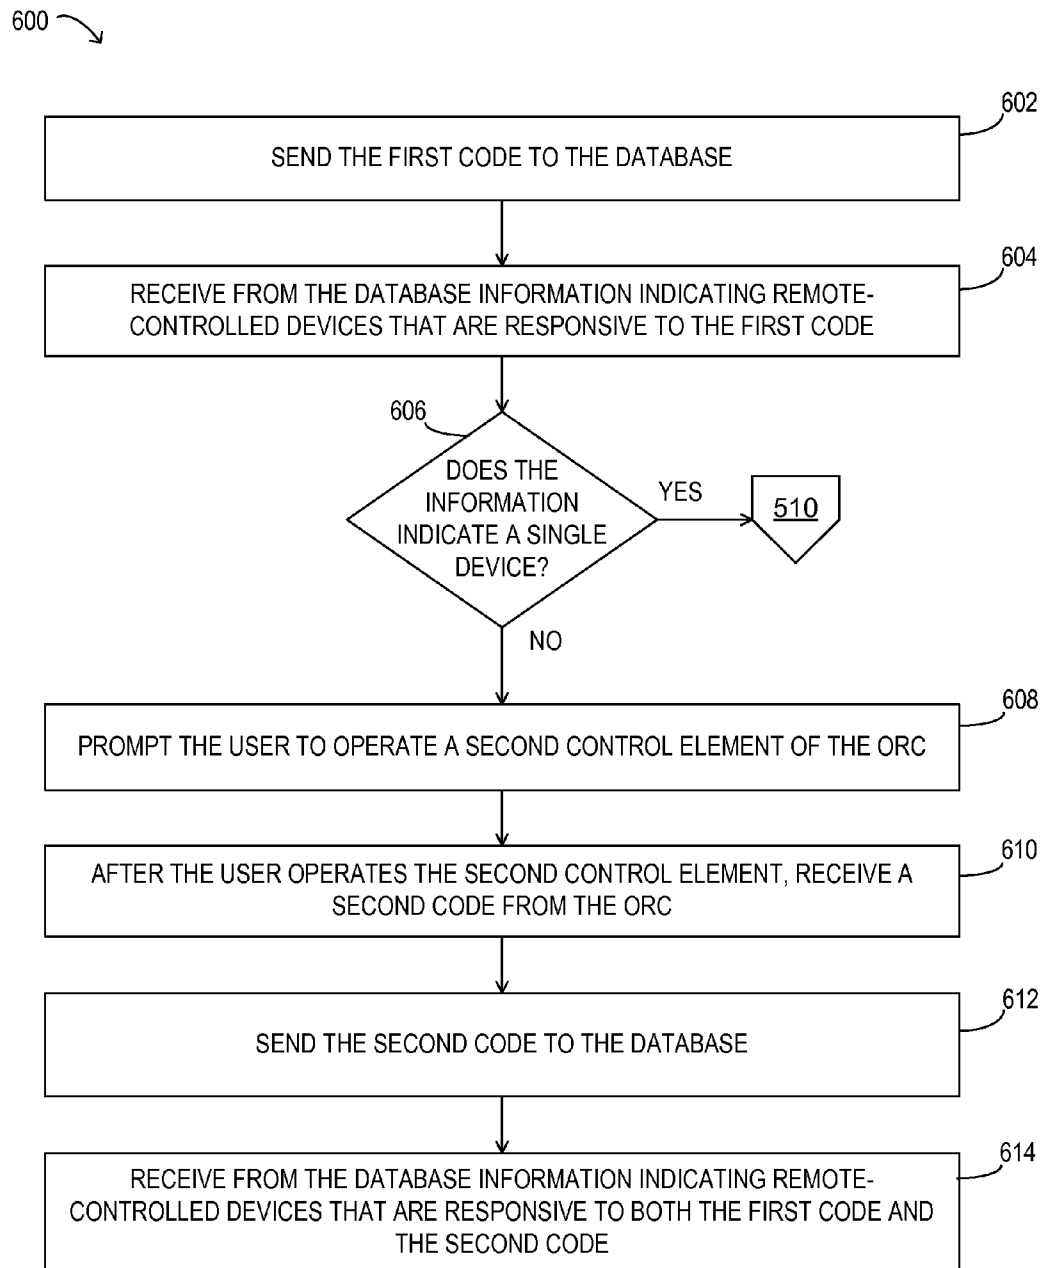 600
602
SEND THE FIRST CODE TO THE DATABASE
604
RECEIVE FROM THE DATABASE INFORMATION INDICATING REMOTE-
CONTROLLED DEVICES THAT ARE RESPONSIVE TO THE FIRST CODE
606
DOES THE
INFORMATION
INDICATE A SINGLE
DEVICE?
YES
510
NO
608
PROMPT THE USER TO OPERATE A SECOND CONTROL ELEMENT OF THE ORC
610
AFTER THE USER OPERATES THE SECOND CONTROL ELEMENT, RECEIVE A
SECOND CODE FROM THE ORC
612
SEND THE SECOND CODE TO THE DATABASE
614
RECEIVE FROM THE DATABASE INFORMATION INDICATING REMOTE-
CONTROLLED DEVICES THAT ARE RESPONSIVE TO BOTH THE FIRST CODE AND
THE SECOND CODE